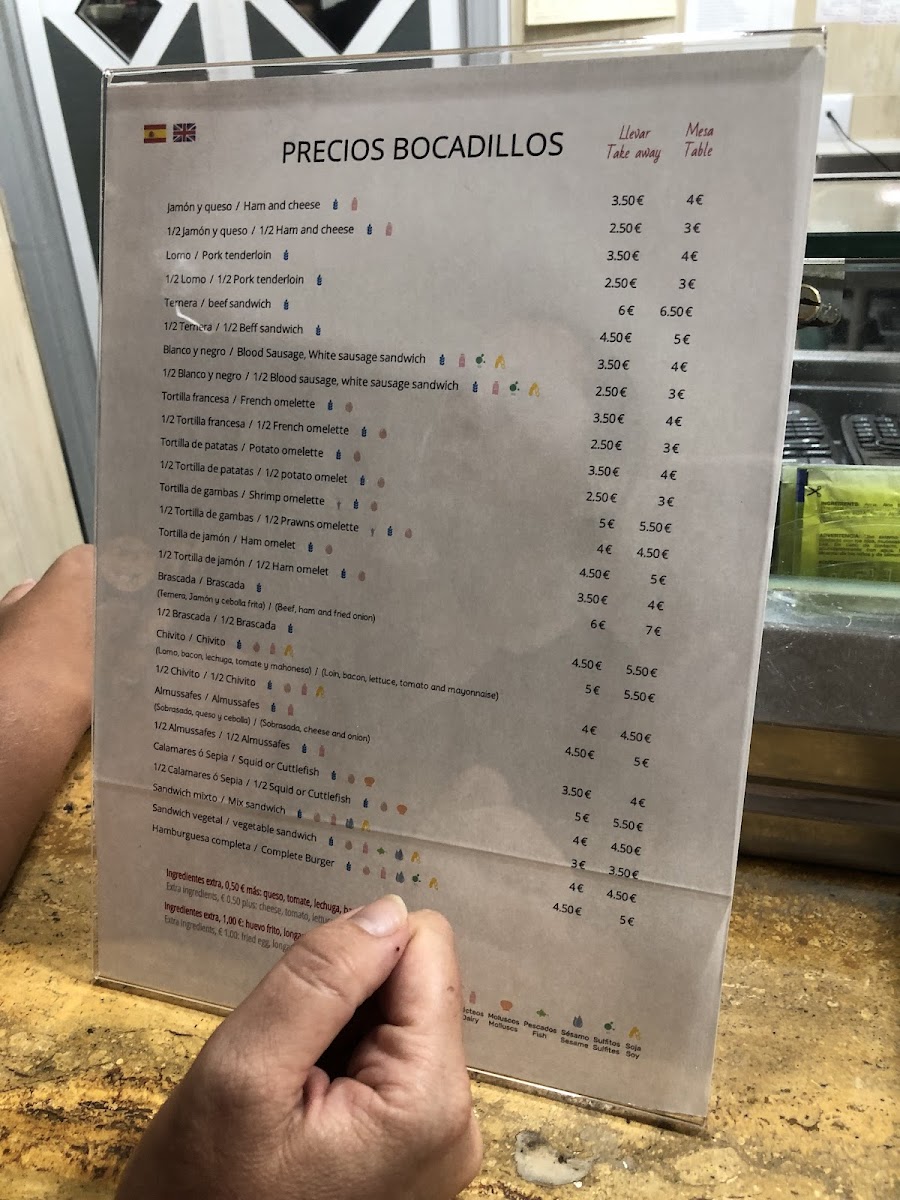 PRECIOS BOCADILLOS
Llevar Mesa
Take away Table
Jamón y queso / Ham and cheese 3.50€ 4€
1/2 Jamón y queso / 1/2 Ham and cheese 2.50€ 3€
Lomo / Pork tenderloin 3.50€ 4€
1/2 Lomo / 1/2 Pork tenderloin 2.50€ 3€
Ternera / beef sandwich 6€ 6.50€
1/2 Ternera / 1/2 Beff sandwich 4.50€ 5€
Blanco y negro / Blood Sausage, White sausage sandwich 3.50€ 4€
1/2 Blanco y negro / 1/2 Blood sausage, white sausage sandwich 2.50€ 3€
Tortilla francesa / French omelette 3.50€ 4€
1/2 Tortilla francesa / 1/2 French omelette 2.50€ 3€
Tortilla de patatas / Potato omelette 3.50€ 4€
1/2 Tortilla de patatas / 1/2 potato omelet 2.50€ 3€
Tortilla de gambas / Shrimp omelette 5€ 5.50€
1/2 Tortilla de gambas / 1/2 Prawns omelette 4€ 4.50€
Tortilla de jamón / Ham omelet 4.50€ 5€
1/2 Tortilla de jamón / 1/2 Ham omelet 3.50€ 4€
Brascada / Brascada 6€ 7€
(Ternera, Jamón y cebolla frita) / (Beef, ham and fried onion)
1/2 Brascada / 1/2 Brascada 4.50€ 5.50€
Chivito / Chivito 5€ 5.50€
(Lomo, bacon, lechuga, tomate y mahonesa) / (Loin, bacon, lettuce, tomato and mayonnaise)
1/2 Chivito / 1/2 Chivito 4€ 4.50€
Almussafes / Almussafes 4.50€ 5€
(Sobrasada, queso y cebolla) / (Sobrasada, cheese and onion)
1/2 Almussafes / 1/2 Almussafes 3.50€ 4€
Calamares ó Sepia / Squid or Cuttlefish 5€ 5.50€
1/2 Calamares ó Sepia / 1/2 Squid or Cuttlefish 4€ 4.50€
Sandwich mixto / Mix sandwich 3€ 3.50€
Sandwich vegetal / vegetable sandwich 4€ 4.50€
Hamburguesa completa / Complete Burger 4.50€ 5€
Ingredientes extra, 0,50 € más: queso, tomate, lechuga,
Extra ingredients, € 0.50 plus: cheese, tomato,
Ingredientes extra, 1,00 €: huevo frito,
Extra ingredients, € 1.00: fried egg,
Moluscos Pescados Sésamo Sulfitos Soja
Molluscs Fish Sesame Sulfites Soy